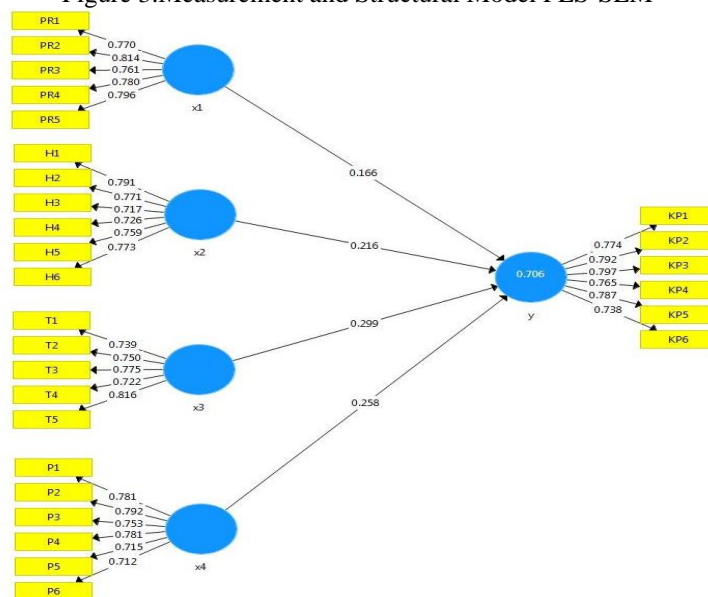 Figure 3.Measurement and Structural Model PLS-SEM
PR1
PR2
PR3
PR4
PR5
0.770
0.814
0.761
0.780
0.796
x1
H1
H2
H3
H4
H5
H6
0.791
0.771
0.717
0.726
0.759
0.773
x2
T1
T2
T3
T4
T5
0.739
0.750
0.775
0.722
0.816
x3
P1
P2
P3
P4
P5
P6
0.781
0.792
0.753
0.781
0.715
0.712
x4
0.166
0.216
0.299
0.258
0.706
y
0.774
0.792
0.797
0.765
0.787
0.738
KP1
KP2
KP3
KP4
KP5
KP6